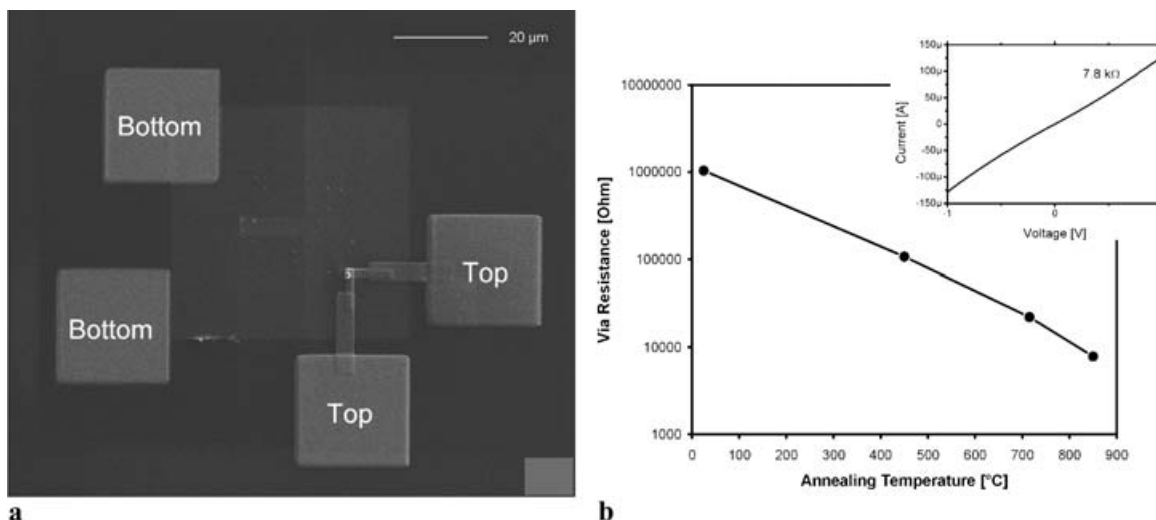 20 µm
Bottom
Bottom
Top
Top
a
10000000
1000000
100000
10000
1000
0 100 200 300 400 500 600 700 800 900
Via Resistance [Ohm]
Annealing Temperature [°C]
150µ
100µ
50µ
0
-50µ
-100µ
-150µ
-1 0
Current [A]
Voltage [V]
7.8 kΩ
b